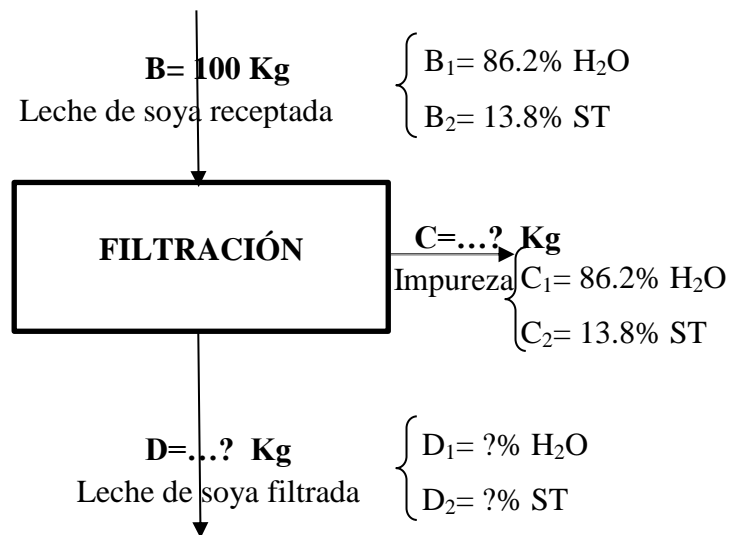 B= 100 Kg
Leche de soya receptada
B₁= 86.2% H₂O
B₂= 13.8% ST
FILTRACIÓN
C=…? Kg
Impureza
C₁= 86.2% H₂O
C₂= 13.8% ST
D=…? Kg
Leche de soya filtrada
D₁= ?% H₂O
D₂= ?% ST